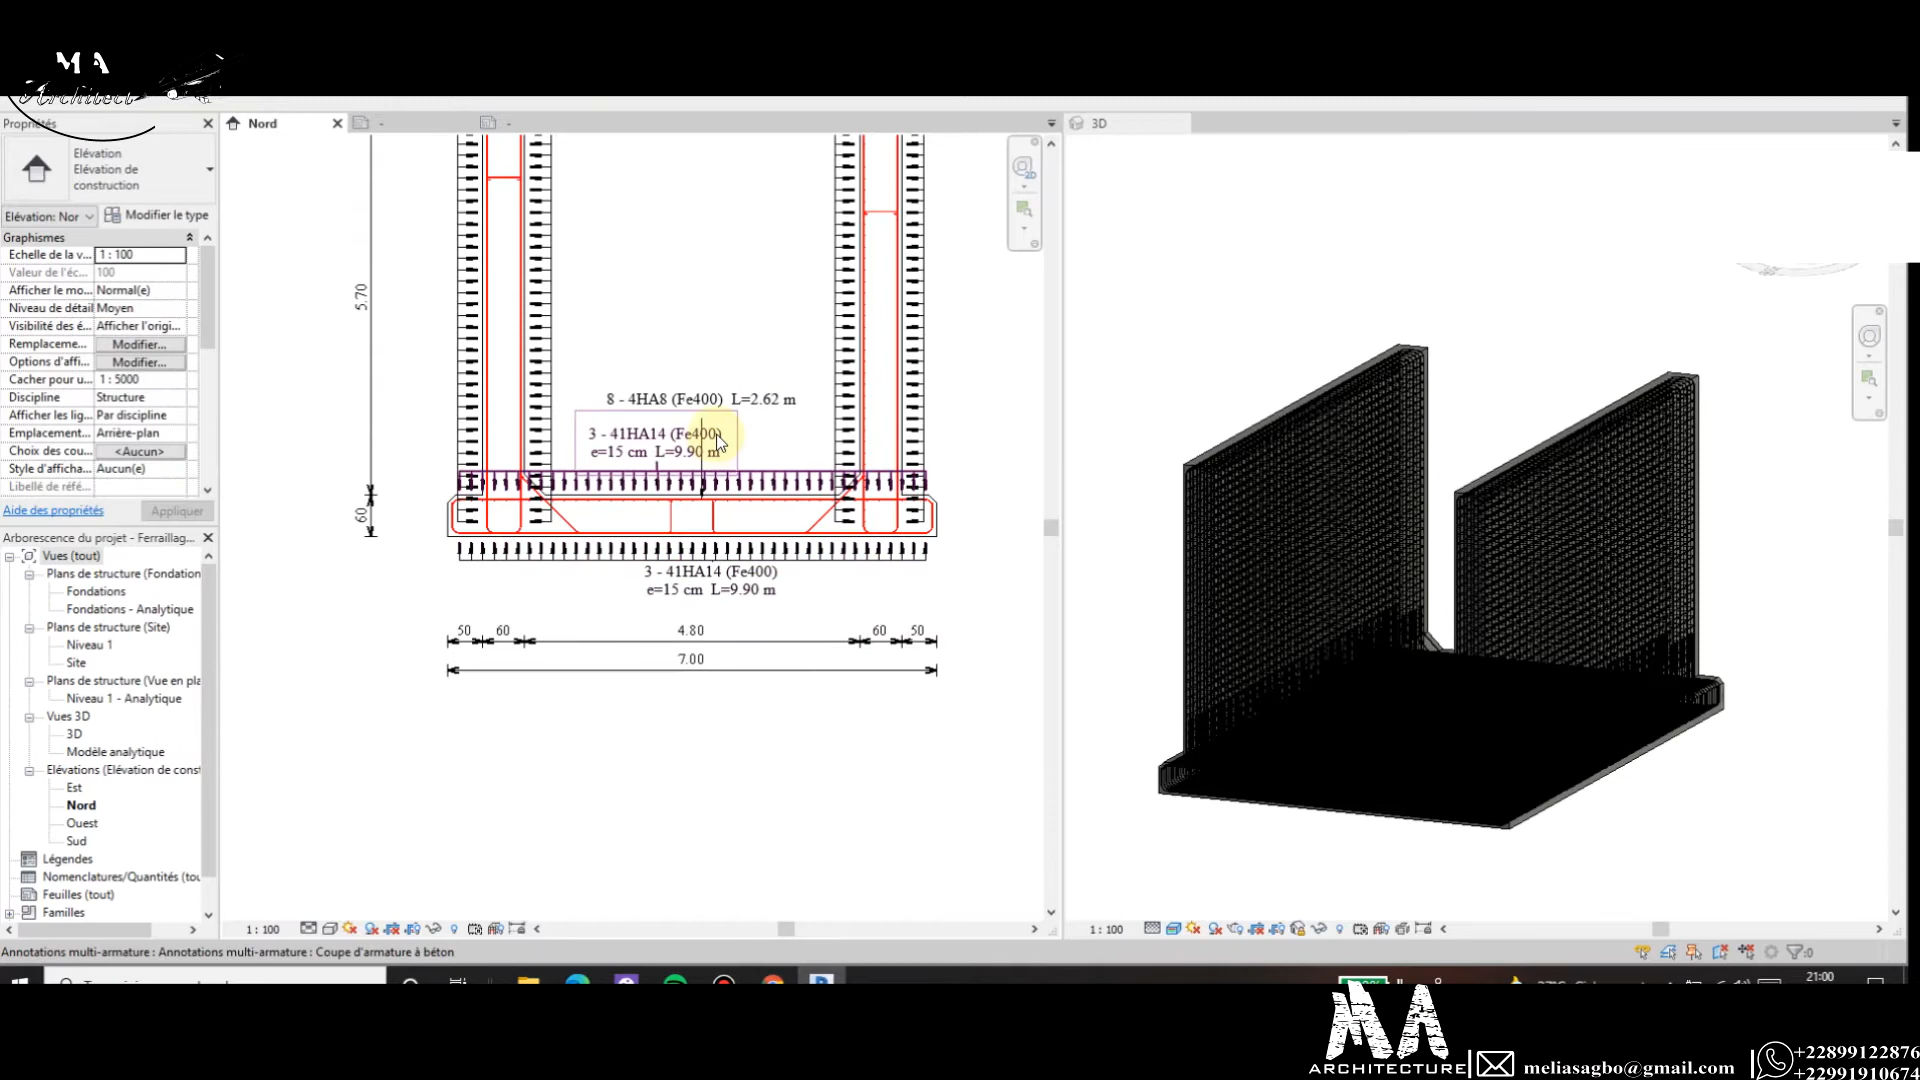 MA
Architect
Propriétés
Nord
-
-
3D
Elévation
Elévation de
construction
2D
Elévation: Nor
Modifier le type
Graphismes
Echelle de la v... 1 : 100
Valeur de l'éc... 100
Afficher le mo... Normal(e)
Niveau de détail Moyen
Visibilité des é... Afficher l'origi...
Remplaceme... Modifier...
Options d'affi... Modifier...
Cacher pour u... 1 : 5000
Discipline Structure
Afficher les lig... Par discipline
Emplacement... Arrière-plan
Choix des cou... <Aucun>
Style d'afficha... Aucun(e)
Libellé de réfé...
Aide des propriétés
Appliquer
Arborescence du projet - Ferraillag...
Vues (tout)
Plans de structure (Fondation
Fondations
Fondations - Analytique
Plans de structure (Site)
Niveau 1
Site
Plans de structure (Vue en pla
Niveau 1 - Analytique
Vues 3D
3D
Modèle analytique
Elévations (Elévation de const
Est
Nord
Ouest
Sud
Légendes
Nomenclatures/Quantités (tou
Feuilles (tout)
Familles
5.70
60
8 - 4HA8 (Fe400) L=2.62 m
3 - 41HA14 (Fe400)
e=15 cm L=9.90 m
3 - 41HA14 (Fe400)
e=15 cm L=9.90 m
50 60 4.80 60 50
7.00
1 : 100
1 : 100
Annotations multi-armature : Annotations multi-armature : Coupe d'armature à béton
:0
21:00
MA
ARCHITECTURE
meliasagbo@gmail.com
+22899122876
+22991910674